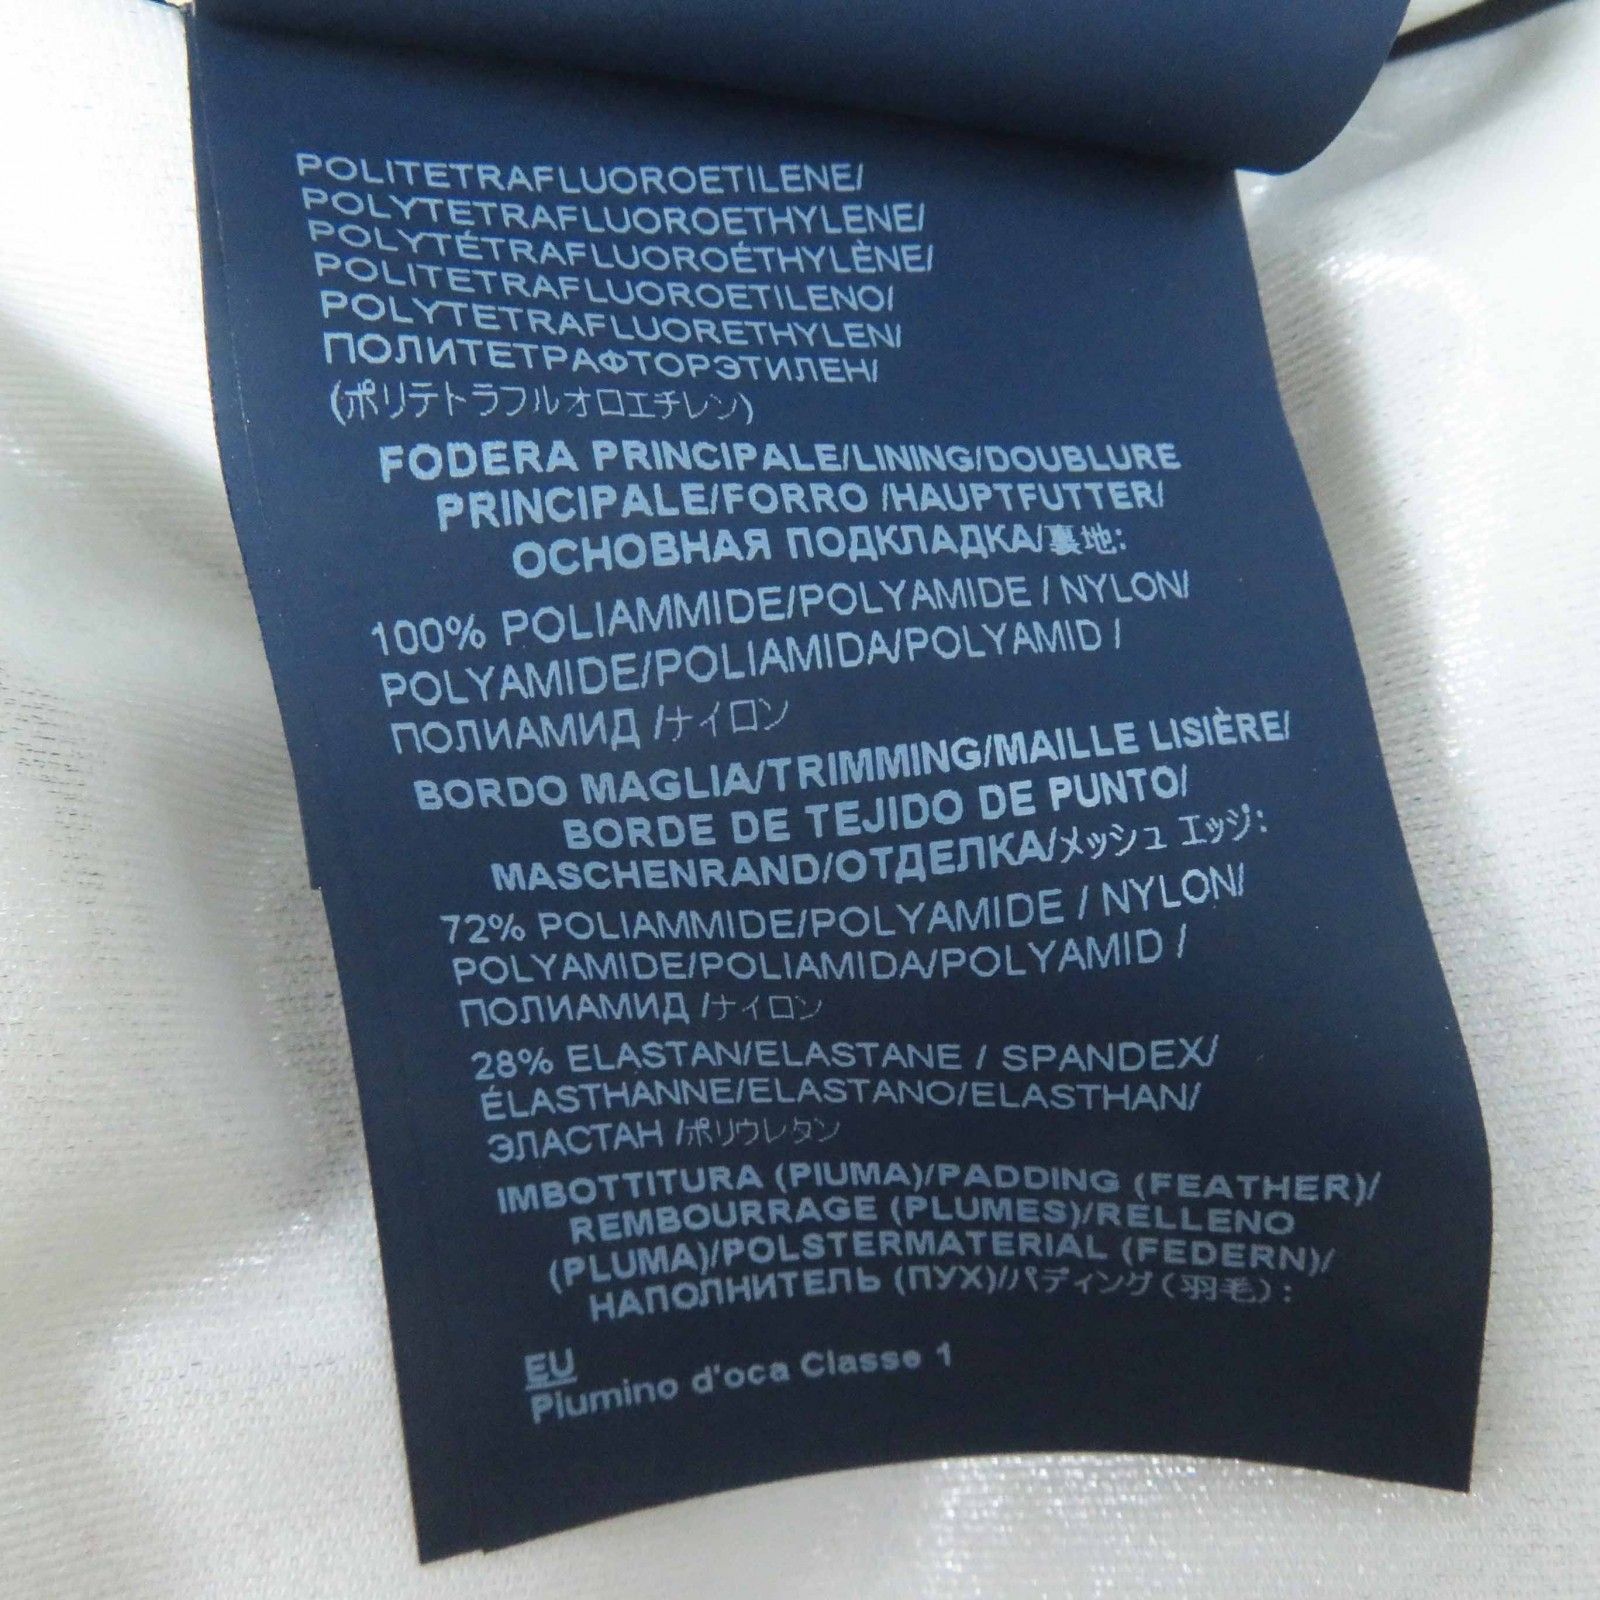 POLITETRAFLUOROETILENE/
POLYTETRAFLUOROETHYLENE/
POLYTÉTRAFLUOROÉTHYLÈNE/
POLITETRAFLUOROETILENO/
POLYTETRAFLUORETHYLEN/
ПОЛИТЕТРАФТОРЭТИЛЕН/
(ポリテトラフルオロエチレン)
FODERA PRINCIPALE/LINING/DOUBLURE
PRINCIPALE/FORRO /HAUPTFUTTER/
ОСНОВНАЯ ПОДКЛАДКА/裏地:
100% POLIAMMIDE/POLYAMIDE / NYLON/
POLYAMIDE/POLIAMIDA/POLYAMID /
ПОЛИАМИД /ナイロン
BORDO MAGLIA/TRIMMING/MAILLE LISIÈRE/
BORDE DE TEJIDO DE PUNTO/
MASCHENRAND/ОТДЕЛКА/メッシュ エッジ:
72% POLIAMMIDE/POLYAMIDE / NYLON/
POLYAMIDE/POLIAMIDA/POLYAMID /
ПОЛИАМИД /ナイロン
28% ELASTAN/ELASTANE / SPANDEX/
ÉLASTHANNE/ELASTANO/ELASTHAN/
ЭЛАСТАН /ポリウレタン
IMBOTTITURA (PIUMA)/PADDING (FEATHER)/
REMBOURRAGE (PLUMES)/RELLENO
(PLUMA)/POLSTERMATERIAL (FEDERN)/
НАПОЛНИТЕЛЬ (ПУХ)//パディング(羽毛):
EU
Piumino d'oca Classe 1